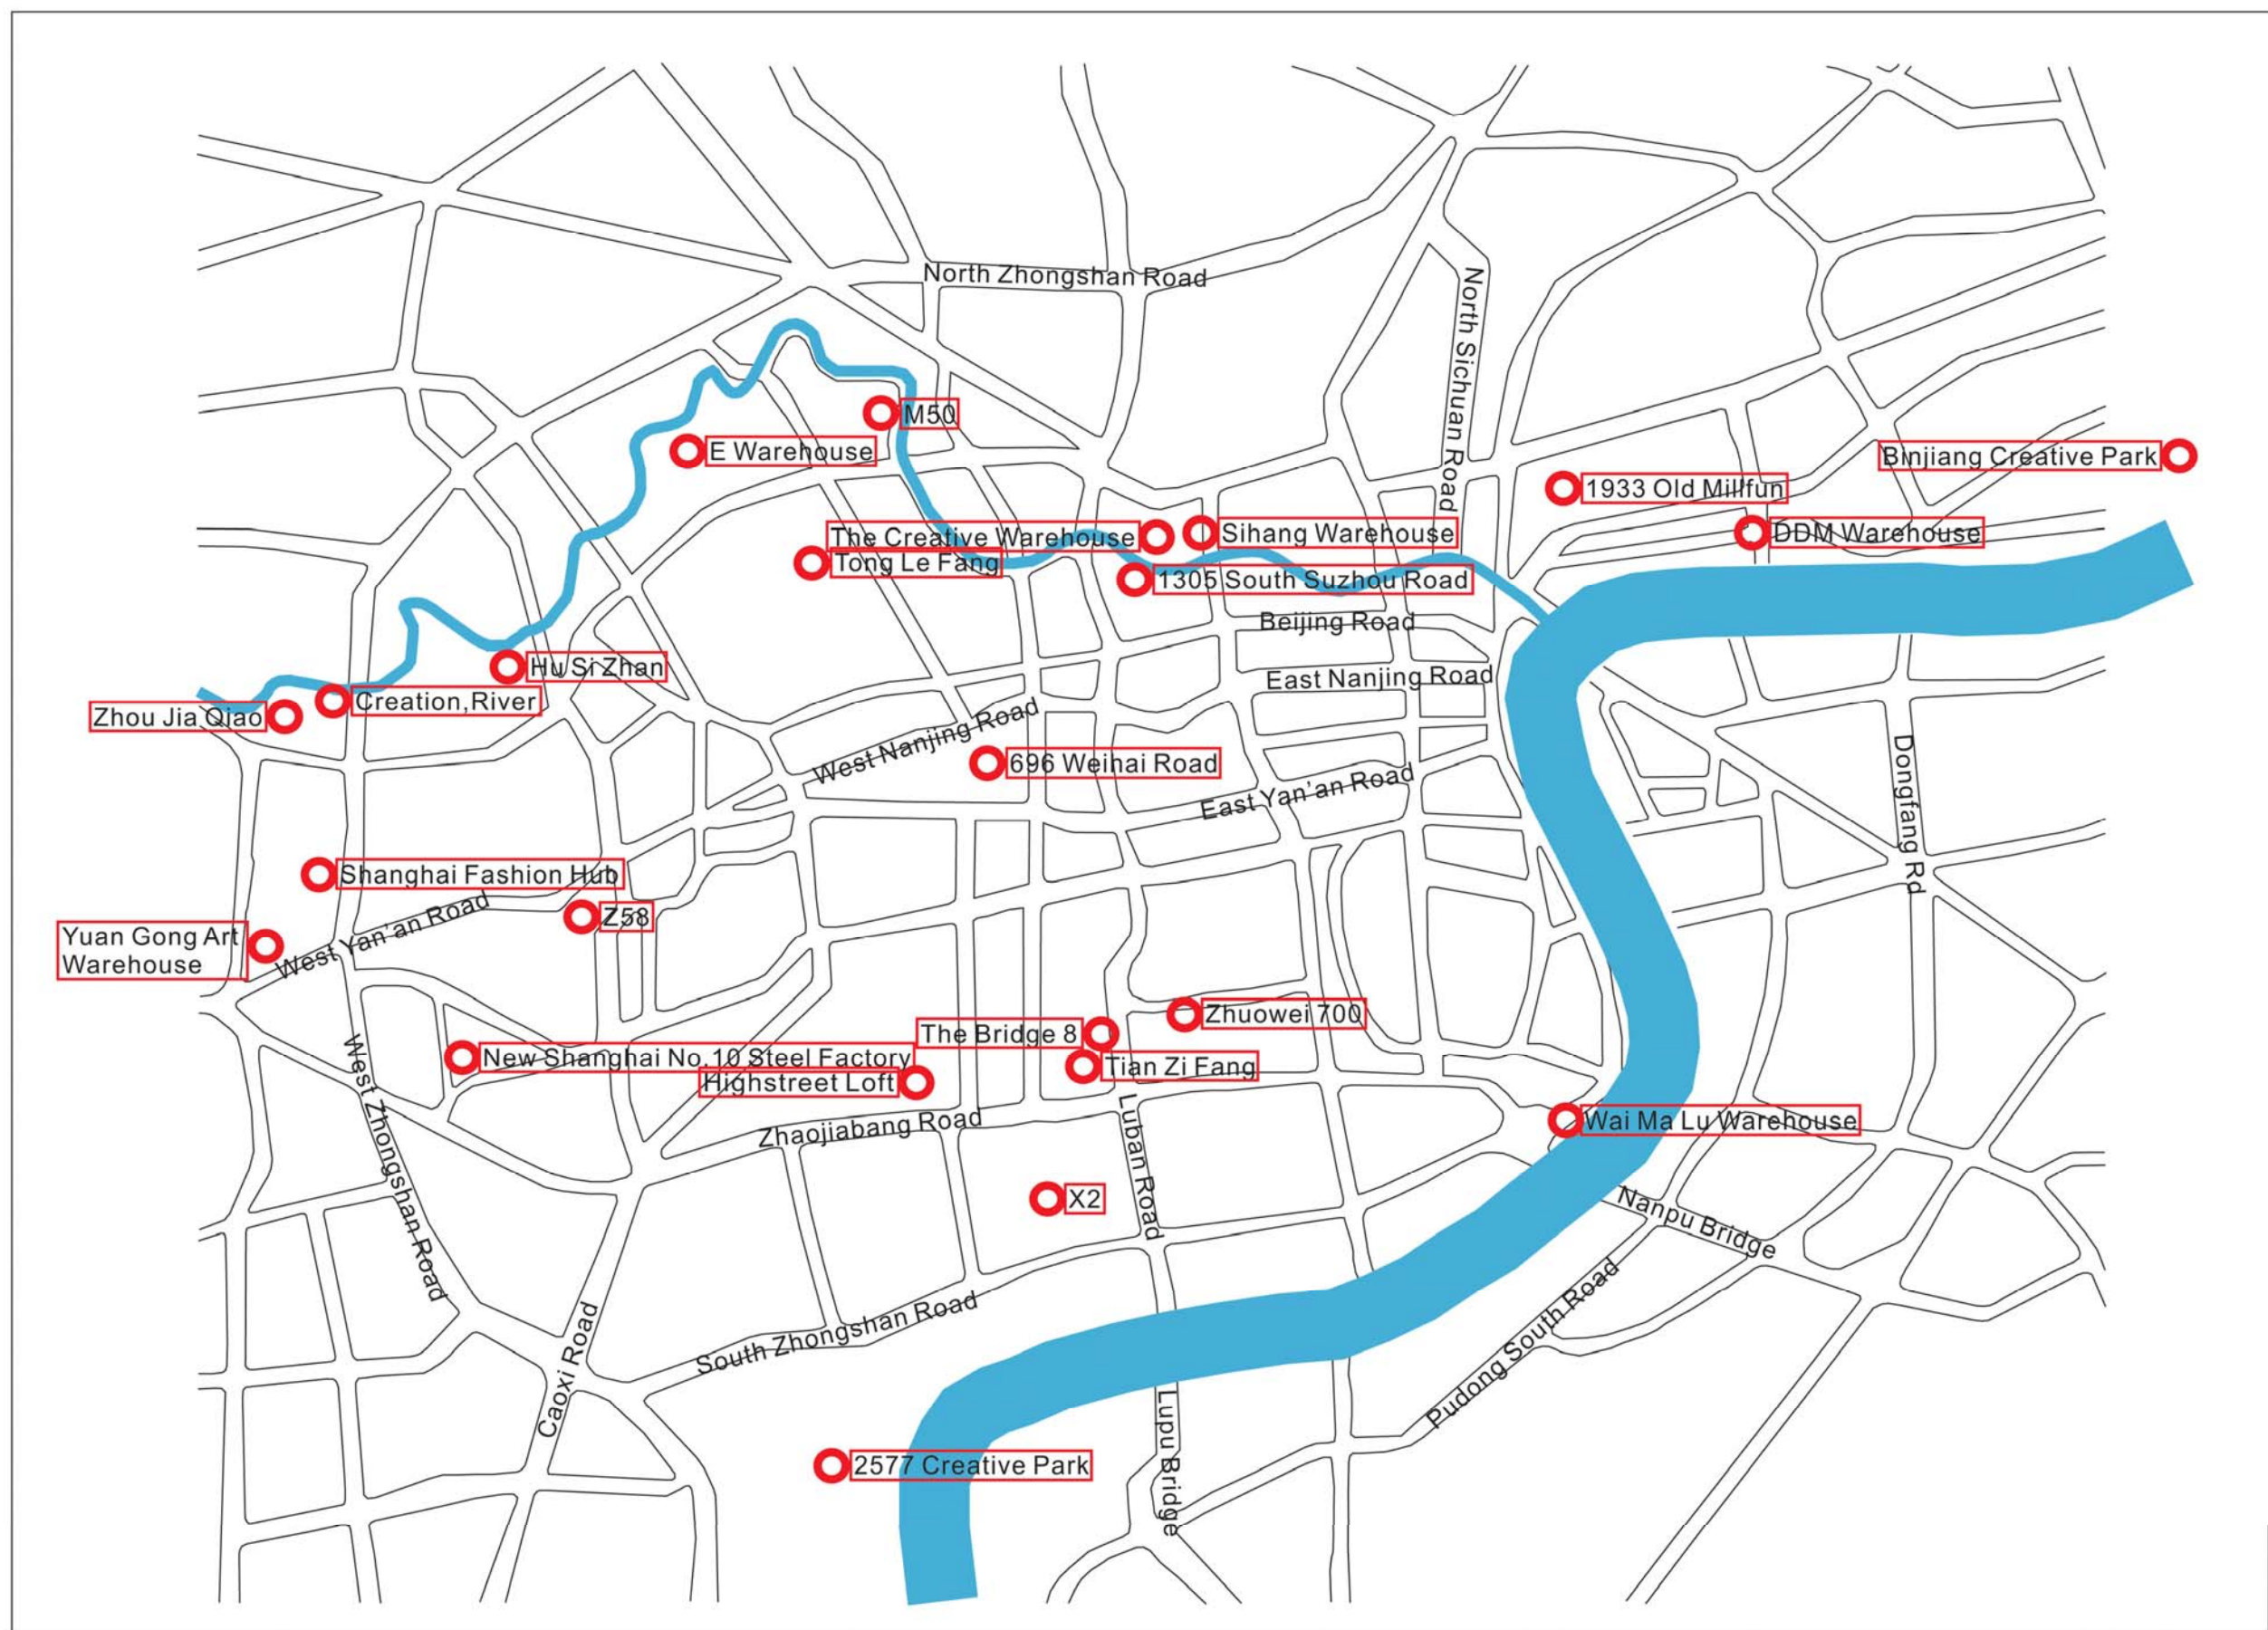 North Zhongshan Road
North Sichuan Road
M50
E Warehouse
Binjiang Creative Park
1933 Old Millfun
The Creative Warehouse
Sihang Warehouse
DDM Warehouse
Tong Le Fang
1305 South Suzhou Road
Beijing Road
Hu Si Zhan
East Nanjing Road
Creation,River
Zhou Jia Qiao
West Nanjing Road
696 Weihai Road
East Yan’an Road
Dongfang Rd
Shanghai Fashion Hub
Z58
West Yan’an Road
Yuan Gong Art
Warehouse
Zhuowei 700
The Bridge 8
New Shanghai No.10 Steel Factory
Tian Zi Fang
Highstreet Loft
West Zhongshan Road
Zhaojiabang Road
Luban Road
Wai Ma Lu Warehouse
X2
Nanpu Bridge
South Zhongshan Road
Pudong South Road
Caoxi Road
Lupu Bridge
2577 Creative Park